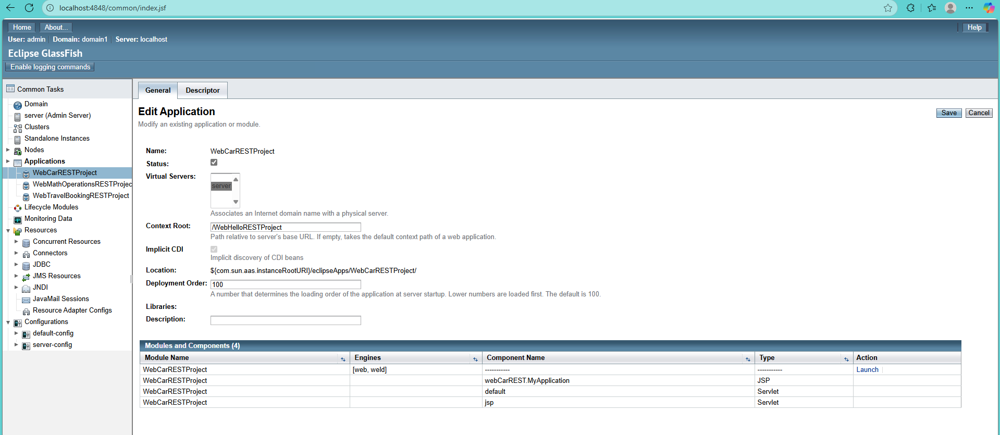 localhost:4848/common/index.jsf
Home About... Help
User: admin Domain: domain1 Server: localhost
Eclipse GlassFish
Enable logging commands
Common Tasks
Domain
server (Admin Server)
Clusters
Standalone Instances
Nodes
Applications
WebCarRESTProject
WebMathOperationsRESTProjec
WebTravelBookingRESTProject
Lifecycle Modules
Monitoring Data
Resources
Concurrent Resources
Connectors
JDBC
JMS Resources
JNDI
JavaMail Sessions
Resource Adapter Configs
Configurations
default-config
server-config
General Descriptor
Edit Application
Save Cancel
Modify an existing application or module.
Name: WebCarRESTProject
Status:
Virtual Servers:
server
Associates an Internet domain name with a physical server.
Context Root: /WebHelloRESTProject
Path relative to server's base URL. If empty, takes the default context path of a web application.
Implicit CDI
Implicit discovery of CDI beans
Location: ${com.sun.aas.instanceRootURI}/eclipseApps/WebCarRESTProject/
Deployment Order: 100
A number that determines the loading order of the application at server startup. Lower numbers are loaded first. The default is 100.
Libraries:
Description:
Modules and Components (4)
Module Name Engines Component Name Type Action
WebCarRESTProject [web, weld] ----------- ----------- Launch
WebCarRESTProject webCarREST.MyApplication JSP
WebCarRESTProject default Servlet
WebCarRESTProject jsp Servlet